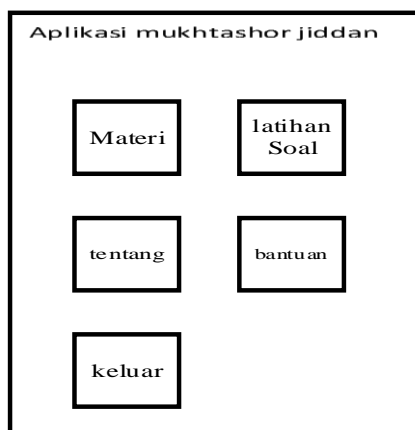 Aplikasi mukhtashor jiddan
Materi
latihan
Soal
tentang
bantuan
keluar